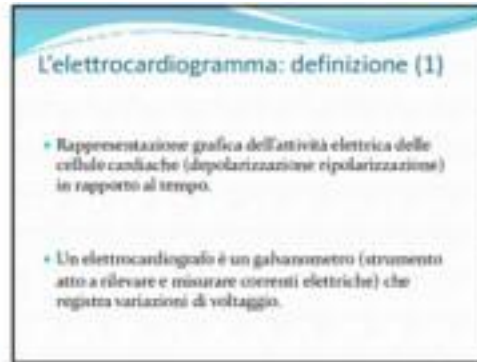 L'elettrocardiogramma: definizione (1)
• Rappresentazione grafica dell'attività elettrica delle
cellule cardiache (depolarizzazione ripolarizzazione)
in rapporto al tempo.
• Un elettrocardiografo è un galvanometro (strumento
atto a rilevare e misurare correnti elettriche) che
registra variazioni di voltaggio.